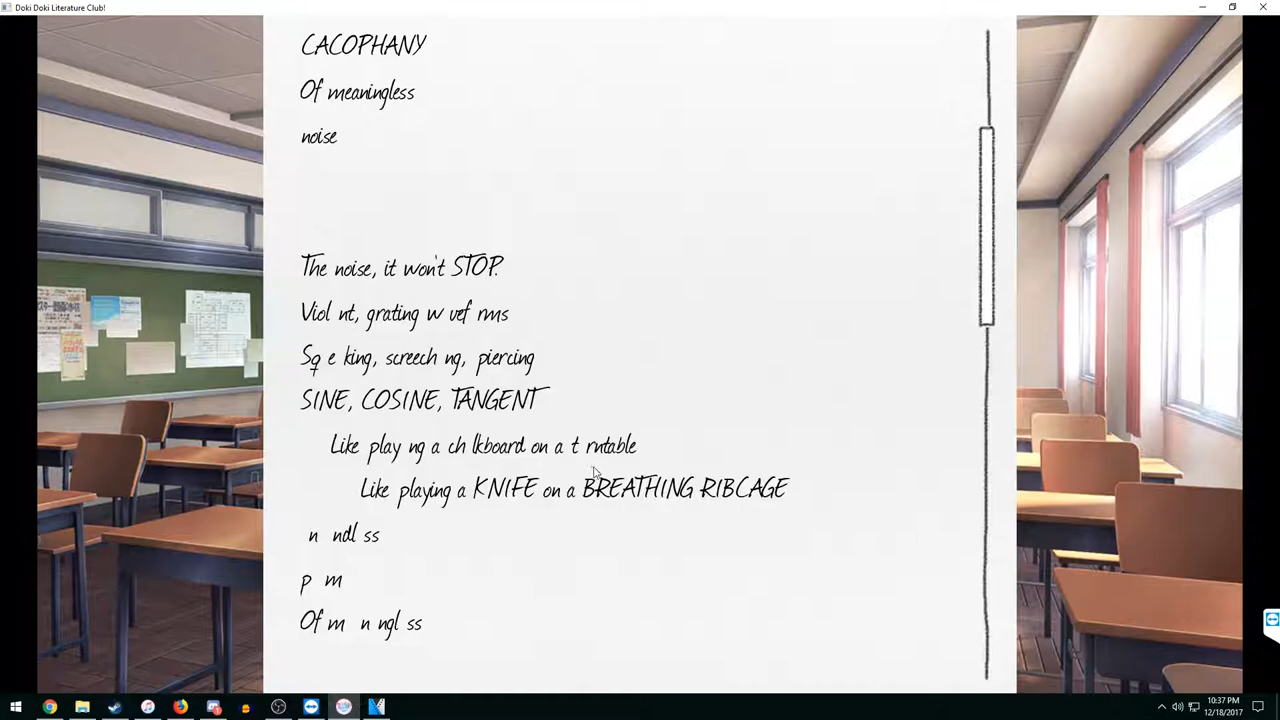 Doki Doki Literature Club!
CACOPHANY
Of meaningless
noise
The noise, it won't STOP.
Viol nt, grating w vef rms
Sq e king, screech ng, piercing
SINE, COSINE, TANGENT
Like play ng a ch lkboard on a t rntable
Like playing a KNIFE on a BREATHING RIBCAGE
n ndl ss
p m
Of m n ngl ss
10:37 PM
12/18/2017